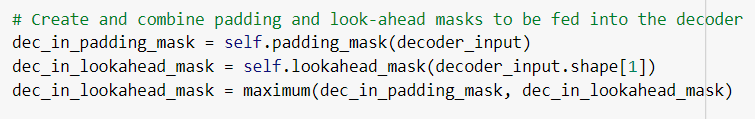 # Create and combine padding and look-ahead masks to be fed into the decoder
dec_in_padding_mask = self.padding_mask(decoder_input)
dec_in_lookahead_mask = self.lookahead_mask(decoder_input.shape[1])
dec_in_lookahead_mask = maximum(dec_in_padding_mask, dec_in_lookahead_mask)